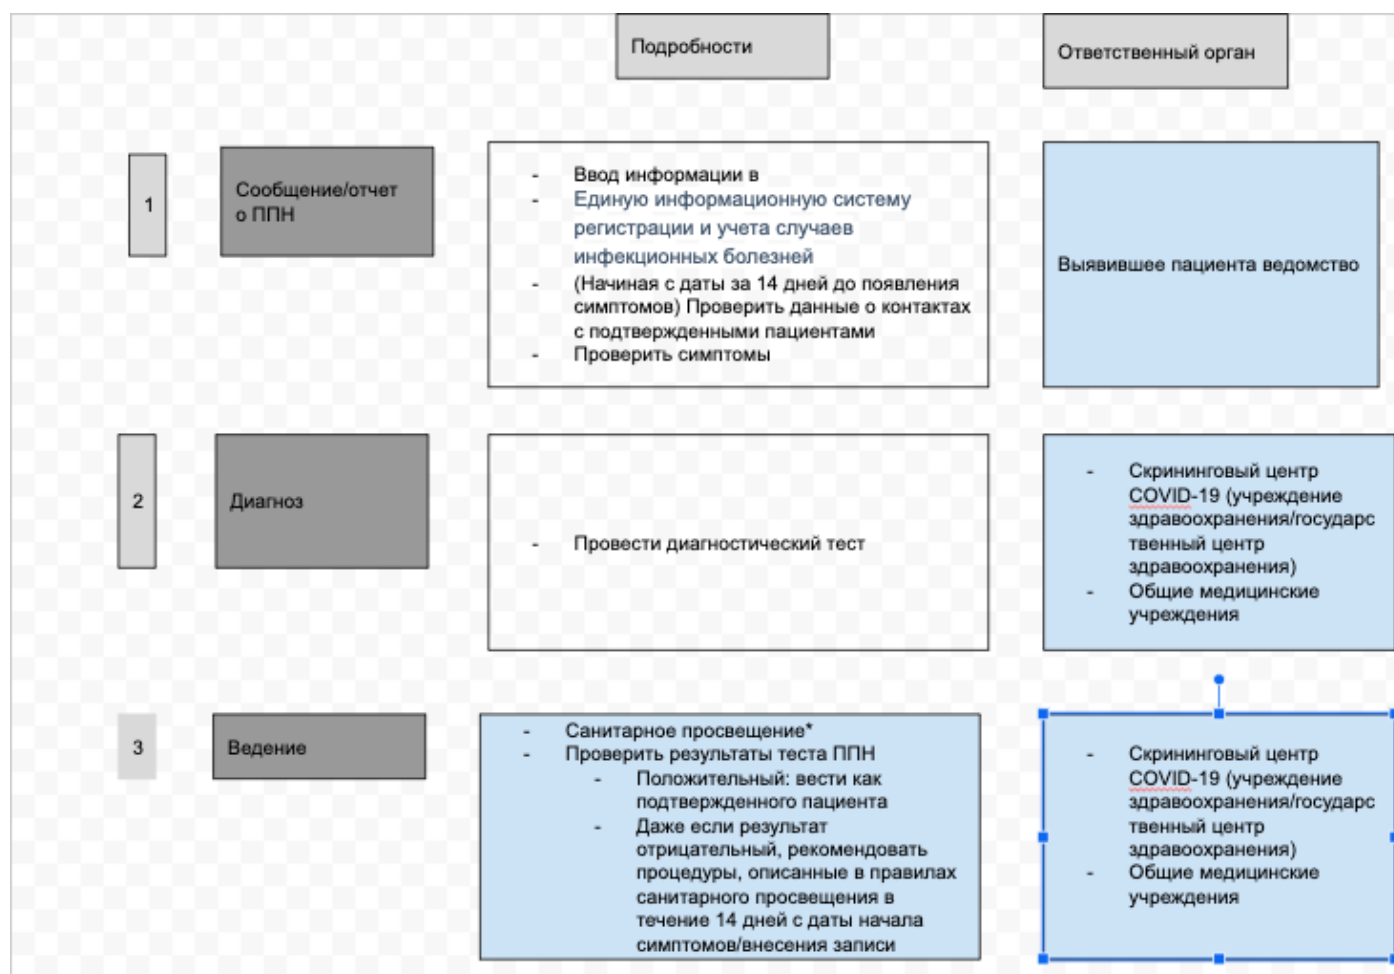 Подробности
Ответственный орган
1
Сообщение/отчет
о ППН
- Ввод информации в
- Единую информационную систему
регистрации и учета случаев
инфекционных болезней
- (Начиная с даты за 14 дней до появления
симптомов) Проверить данные о контактах
с подтвержденными пациентами
- Проверить симптомы
Выявившее пациента ведомство
2
Диагноз
- Провести диагностический тест
- Скрининговый центр
COVID-19 (учреждение
здравоохранения/государс
твенный центр
здравоохранения)
- Общие медицинские
учреждения
3
Ведение
- Санитарное просвещение*
- Проверить результаты теста ППН
- Положительный: вести как
подтвержденного пациента
- Даже если результат
отрицательный, рекомендовать
процедуры, описанные в правилах
санитарного просвещения в
течение 14 дней с даты начала
симптомов/внесения записи
- Скрининговый центр
COVID-19 (учреждение
здравоохранения/государс
твенный центр
здравоохранения)
- Общие медицинские
учреждения